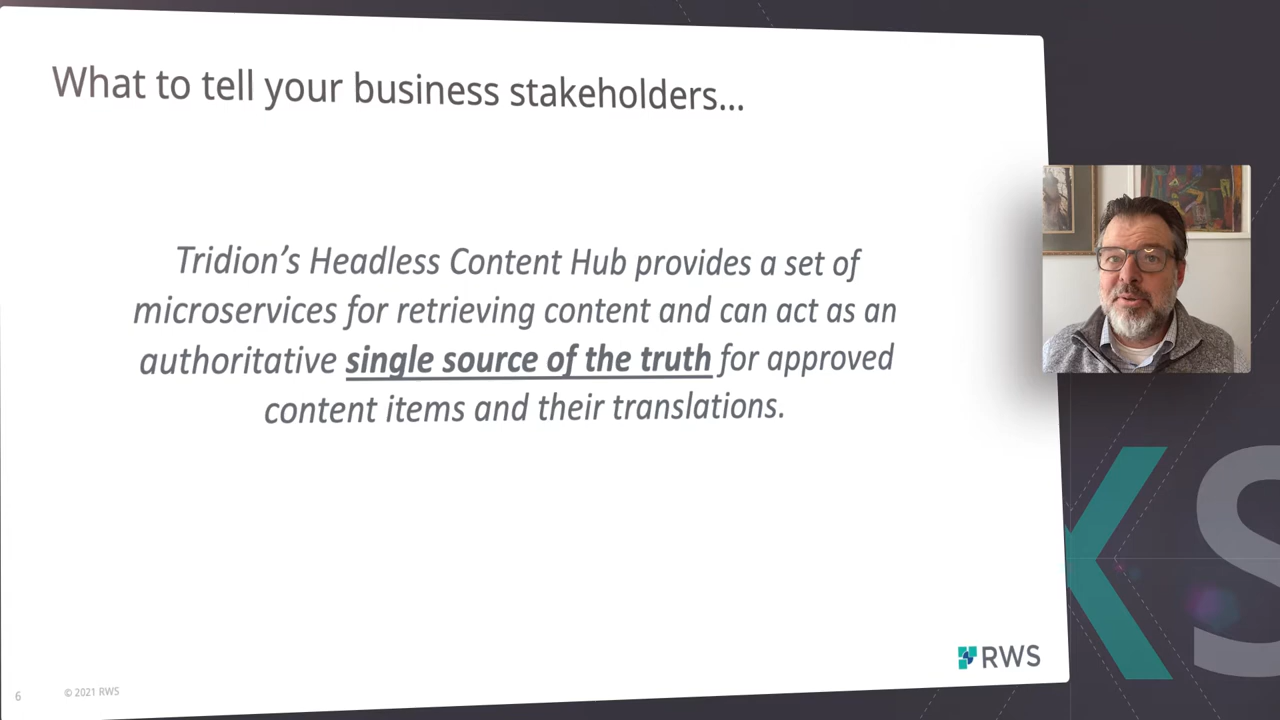 What to tell your business stakeholders...
Tridion's Headless Content Hub provides a set of
microservices for retrieving content and can act as an
authoritative single source of the truth for approved
content items and their translations.
RWS
6
© 2021 RWS
KS